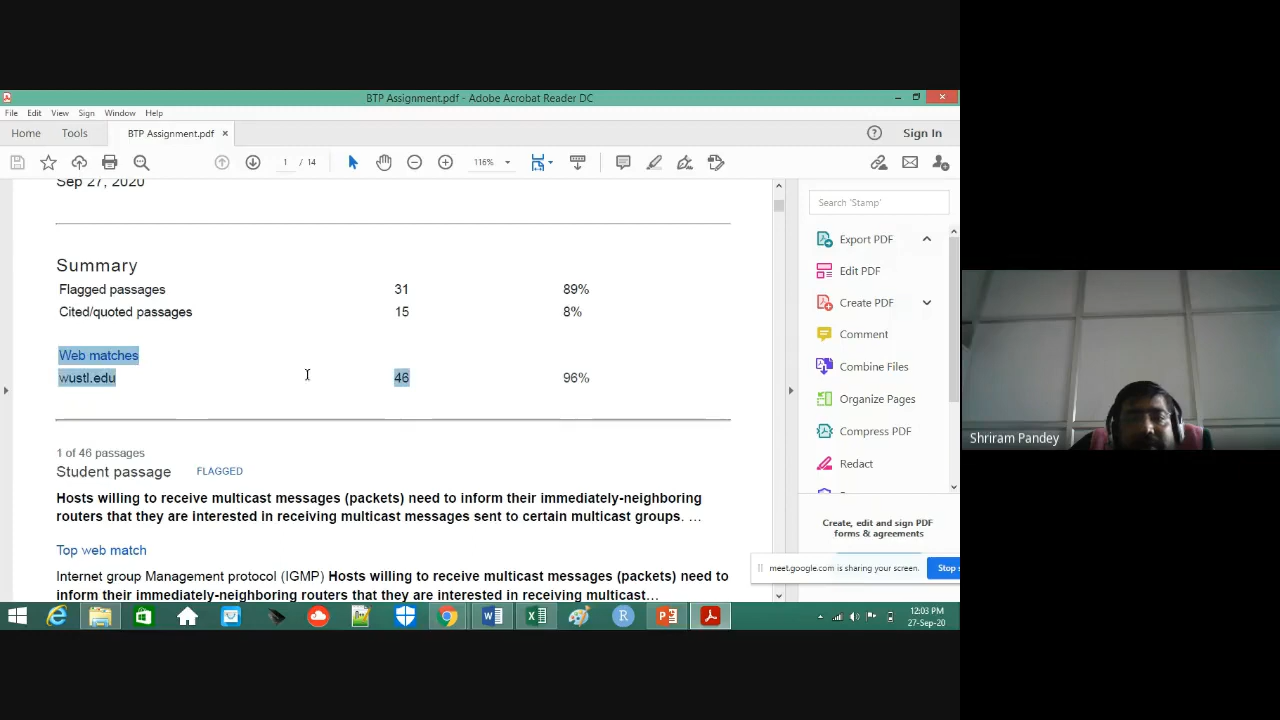 BTP Assignment.pdf - Adobe Acrobat Reader DC
File Edit View Sign Window Help
Home Tools BTP Assignment.pdf × Sign In
1 / 14 116%
Sep 27, 2020
Search 'Stamp'
Summary
Flagged passages 31 89%
Cited/quoted passages 15 8%
Web matches
wustl.edu 46 96%
1 of 46 passages
Student passage FLAGGED
Hosts willing to receive multicast messages (packets) need to inform their immediately-neighboring
routers that they are interested in receiving multicast messages sent to certain multicast groups. ...
Top web match
Internet group Management protocol (IGMP) Hosts willing to receive multicast messages (packets) need to
inform their immediately-neighboring routers that they are interested in receiving multicast...
Export PDF
Edit PDF
Create PDF
Comment
Combine Files
Organize Pages
Compress PDF
Redact
Create, edit and sign PDF
forms & agreements
meet.google.com is sharing your screen. Stop
12:03 PM
27-Sep-20
Shriram Pandey